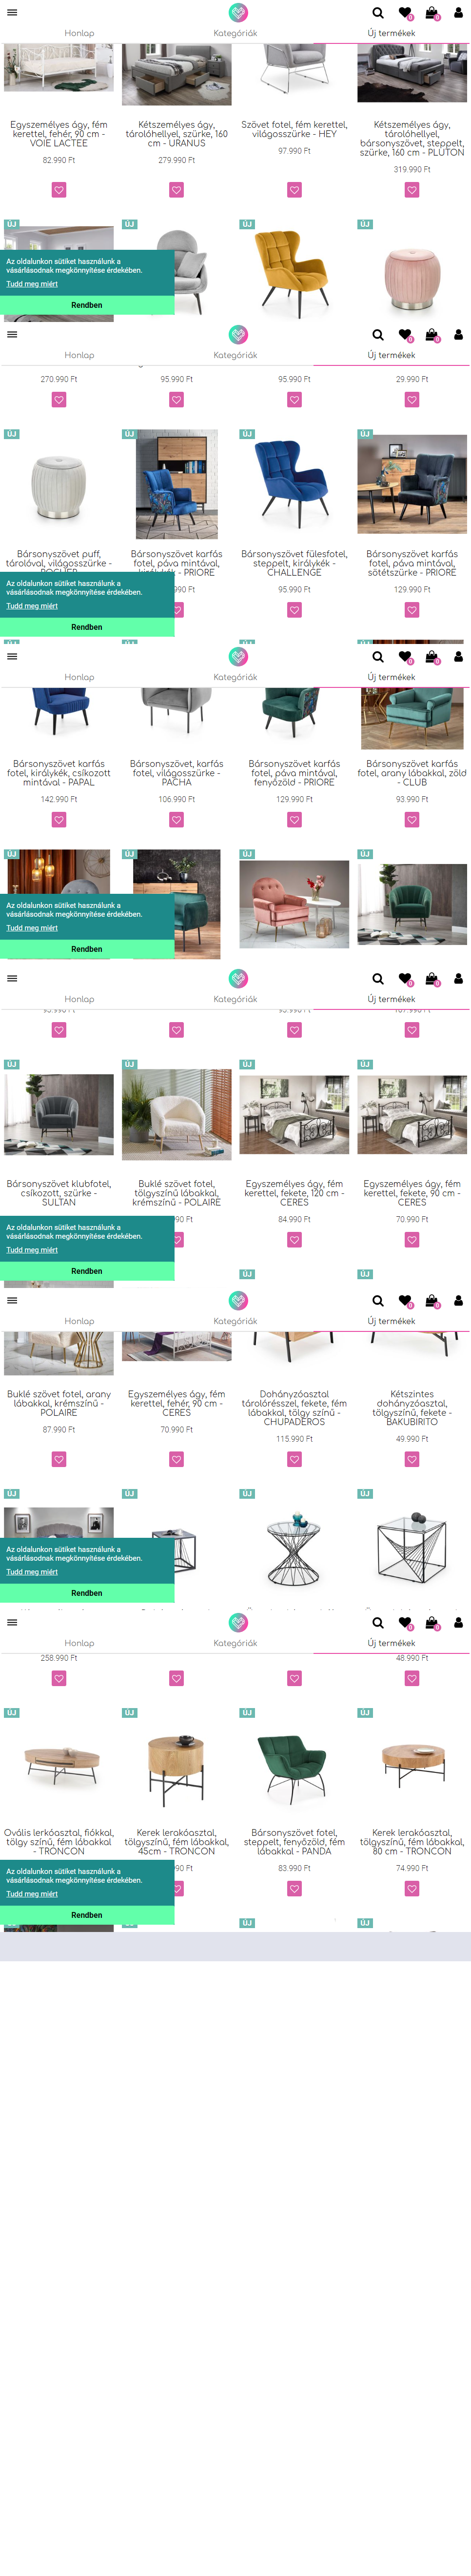 0
0
Honlap
Kategóriák
Új termékek
Egyszemélyes ágy, fém
kerettel, fehér, 90 cm -
VOIE LACTEE
82.990 Ft
Kétszemélyes ágy,
tárolóhellyel, szürke, 160
cm - URANUS
279.990 Ft
Szövet fotel, fém kerettel,
világosszürke - HEY
97.990 Ft
Kétszemélyes ágy,
tárolóhellyel,
bársonyszövet, steppelt,
szürke, 160 cm - PLUTON
319.990 Ft
ÚJ
ÚJ
ÚJ
ÚJ
Az oldalunkon sütiket használunk a
vásárlásodnak megkönnyítése érdekében.
Tudd meg miért
Rendben
0
0
Honlap
Kategóriák
Új termékek
270.990 Ft
95.990 Ft
95.990 Ft
29.990 Ft
ÚJ
ÚJ
ÚJ
ÚJ
Bársonyszövet puff,
tárolóval, világosszürke -
Bársonyszövet karfás
fotel, páva mintával,
királykék - PRIORE
Bársonyszövet fülesfotel,
steppelt, királykék -
CHALLENGE
95.990 Ft
Bársonyszövet karfás
fotel, páva mintával,
sötétszürke - PRIORE
129.990 Ft
Az oldalunkon sütiket használunk a
vásárlásodnak megkönnyítése érdekében.
Tudd meg miért
Rendben
0
0
Honlap
Kategóriák
Új termékek
Bársonyszövet karfás
fotel, királykék, csíkozott
mintával - PAPAL
142.990 Ft
Bársonyszövet, karfás
fotel, világosszürke -
PACHA
106.990 Ft
Bársonyszövet karfás
fotel, páva mintával,
fenyőzöld - PRIORE
129.990 Ft
Bársonyszövet karfás
fotel, arany lábakkal, zöld
- CLUB
93.990 Ft
ÚJ
ÚJ
ÚJ
ÚJ
Az oldalunkon sütiket használunk a
vásárlásodnak megkönnyítése érdekében.
Tudd meg miért
Rendben
0
0
Honlap
Kategóriák
Új termékek
ÚJ
ÚJ
ÚJ
ÚJ
Bársonyszövet klubfotel,
csíkozott, szürke -
SULTAN
Buklé szövet fotel,
tölgyszínű lábakkal,
krémszínű - POLAIRE
Egyszemélyes ágy, fém
kerettel, fekete, 120 cm -
CERES
84.990 Ft
Egyszemélyes ágy, fém
kerettel, fekete, 90 cm -
CERES
70.990 Ft
Az oldalunkon sütiket használunk a
vásárlásodnak megkönnyítése érdekében.
Tudd meg miért
Rendben
ÚJ
ÚJ
0
0
Honlap
Kategóriák
Új termékek
Buklé szövet fotel, arany
lábakkal, krémszínű -
POLAIRE
87.990 Ft
Egyszemélyes ágy, fém
kerettel, fehér, 90 cm -
CERES
70.990 Ft
Dohányzóasztal
tárolórésszel, fekete, fém
lábakkal, tölgy színű -
CHUPADEROS
115.990 Ft
Kétszintes
dohányzóasztal,
tölgyszínű, fekete -
BAKUBIRITO
49.990 Ft
ÚJ
ÚJ
ÚJ
ÚJ
Az oldalunkon sütiket használunk a
vásárlásodnak megkönnyítése érdekében.
Tudd meg miért
Rendben
0
0
Honlap
Kategóriák
Új termékek
258.990 Ft
48.990 Ft
ÚJ
ÚJ
ÚJ
ÚJ
Ovális lerkóasztal, fiókkal,
tölgy színű, fém lábakkal
- TRONCON
Kerek lerakóasztal,
tölgyszínű, fém lábakkal,
45cm - TRONCON
Bársonyszövet fotel,
steppelt, fenyőzöld, fém
lábakkal - PANDA
83.990 Ft
Kerek lerakóasztal,
tölgyszínű, fém lábakkal,
80 cm - TRONCON
74.990 Ft
Az oldalunkon sütiket használunk a
vásárlásodnak megkönnyítése érdekében.
Tudd meg miért
Rendben
ÚJ
ÚJ